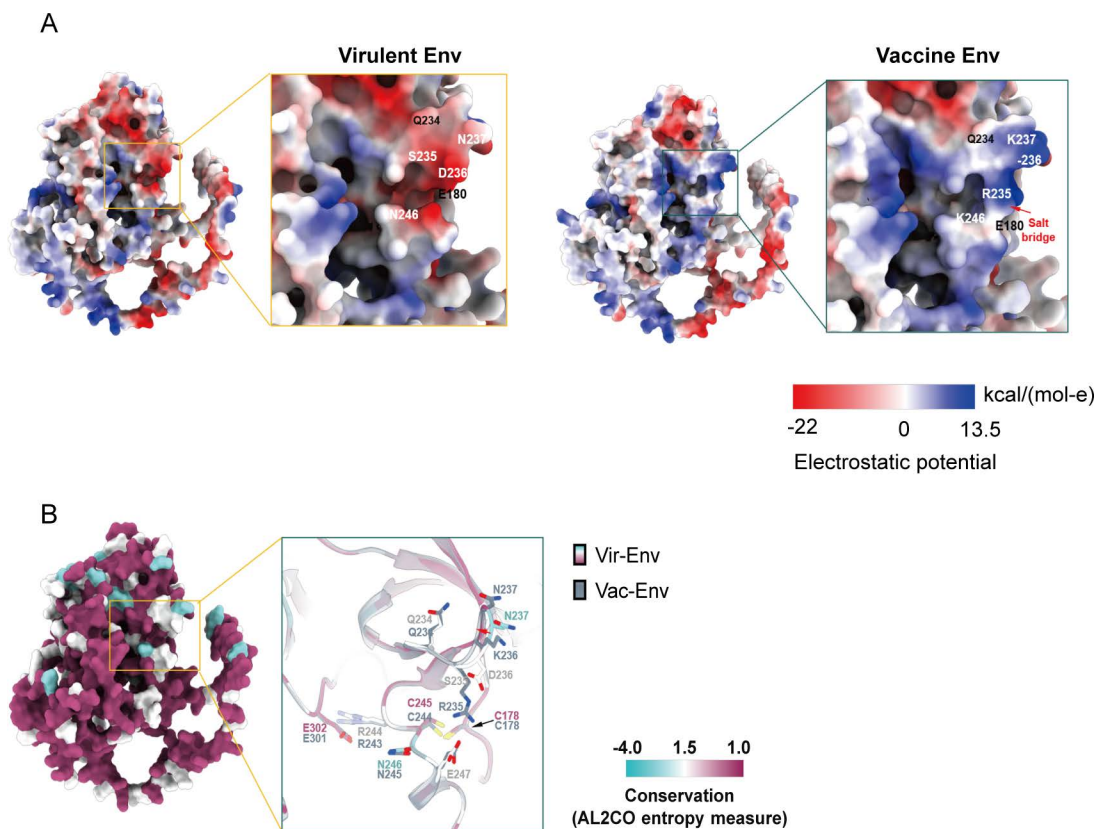 A
Virulent Env
Vaccine Env
Q234
N237
S235
D236
E180
N246
Q234
K237
-236
R235
K246
E180
Salt
bridge
kcal/(mol-e)
-22
0
13.5
Electrostatic potential
B
Vir-Env
Vac-Env
N237
Q234
N237
Q234
K236
S235
D236
C245
R235
C244
C178
E302
C178
E301
R244
R243
N246
E247
N245
-4.0
1.5
1.0
Conservation
(AL2CO entropy measure)